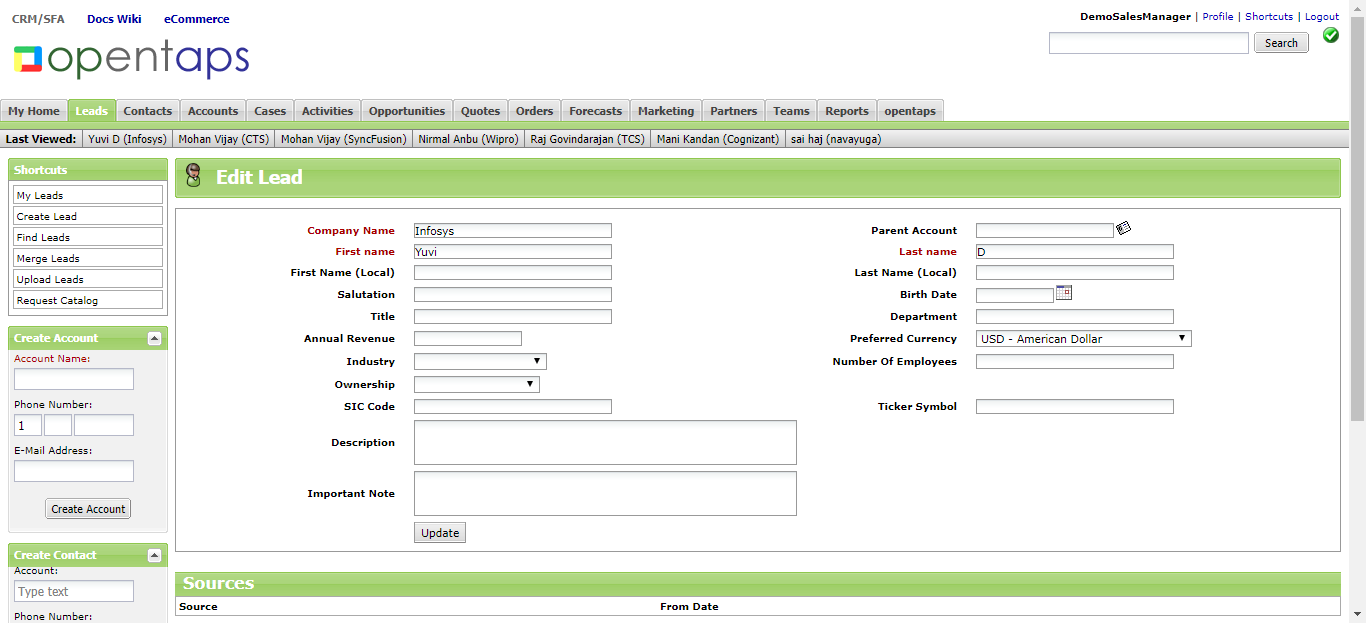 CRM/SFA Docs Wiki eCommerce
DemoSalesManager | Profile | Shortcuts | Logout
opentaps
Search
My Home Leads Contacts Accounts Cases Activities Opportunities Quotes Orders Forecasts Marketing Partners Teams Reports opentaps
Last Viewed: Yuvi D (Infosys) Mohan Vijay (CTS) Mohan Vijay (SyncFusion) Nirmal Anbu (Wipro) Raj Govindarajan (TCS) Mani Kandan (Cognizant) sai haj (navayuga)
Shortcuts
My Leads
Create Lead
Find Leads
Merge Leads
Upload Leads
Request Catalog
Create Account
Account Name:
Phone Number:
1
E-Mail Address:
Create Account
Create Contact
Account:
Type text
Phone Number:
Edit Lead
Company Name Infosys Parent Account
First name Yuvi Last name D
First Name (Local) Last Name (Local)
Salutation Birth Date
Title Department
Annual Revenue Preferred Currency USD - American Dollar
Industry Number Of Employees
Ownership
SIC Code Ticker Symbol
Description
Important Note
Update
Sources
Source From Date